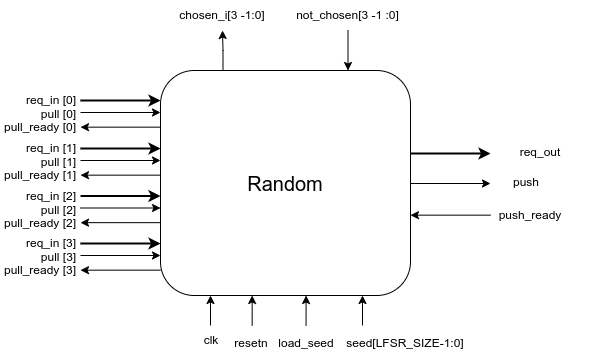 chosen_i[3 -1:0] not_chosen[3 -1 :0]
req_in [0]
pull [0]
pull_ready [0]
req_in [1]
pull [1]
pull_ready [1]
req_in [2]
pull [2]
pull_ready [2]
req_in [3]
pull [3]
pull_ready [3]
Random
req_out
push
push_ready
clk resetn load_seed seed[LFSR_SIZE-1:0]